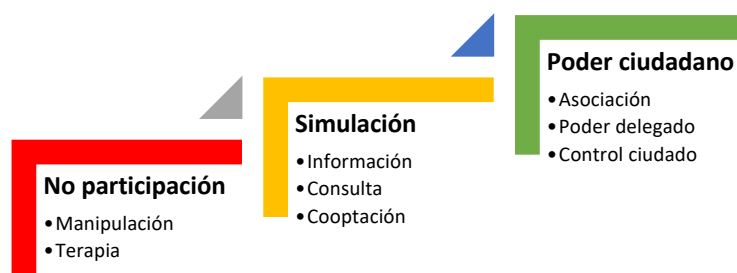 No participación
•Manipulación
•Terapia
Simulación
•Información
•Consulta
•Cooptación
Poder ciudadano
•Asociación
•Poder delegado
•Control ciudado